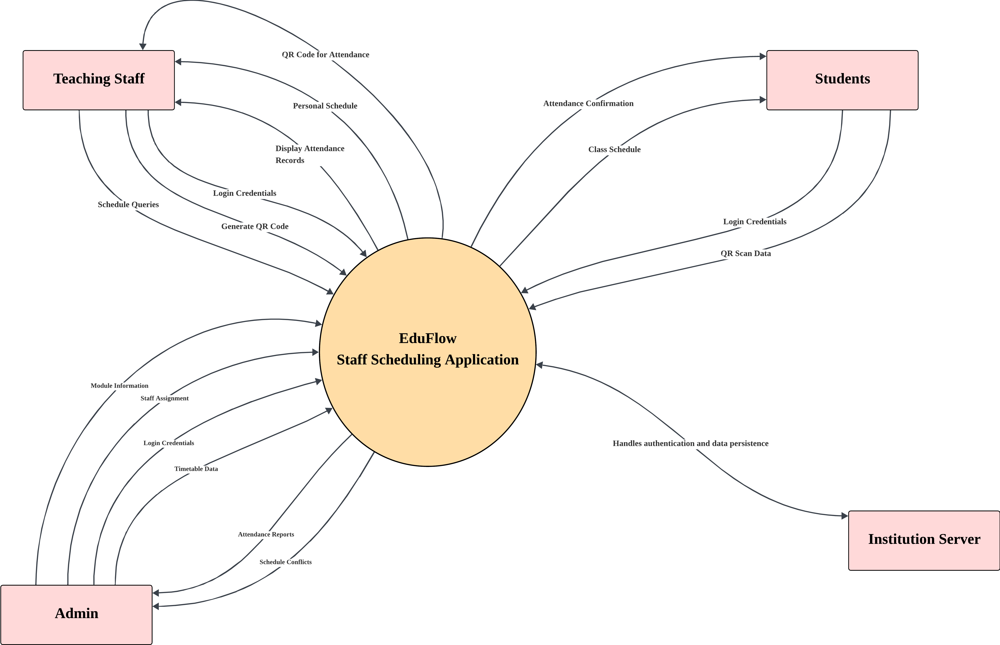 QR Code for Attendance
Teaching Staff
Students
Personal Schedule
Attendance Confirmation
Display Attendance
Records
Class Schedule
Login Credentials
Schedule Queries
Generate QR Code
Login Credentials
QR Scan Data
EduFlow
Staff Scheduling Application
Module Information
Staff Assignment
Login Credentials
Handles authentication and data persistence
Timetable Data
Attendance Reports
Institution Server
Schedule Conflicts
Admin